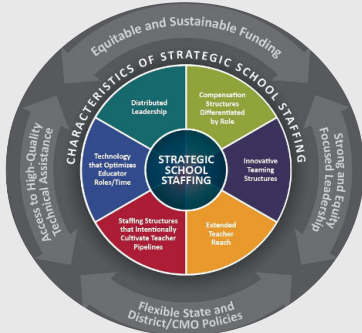 Equitable and Sustainable Funding
CHARACTERISTICS OF STRATEGIC SCHOOL STAFFING
Distributed
Leadership
Compensation
Structures
Differentiated
by Role
Technology
that Optimizes
Educator
Roles/Time
STRATEGIC
SCHOOL
STAFFING
Innovative
Teaming
Structures
Staffing Structures
that Intentionally
Cultivate Teacher
Pipelines
Extended
Teacher
Reach
Access to High-Quality
Technical Assistance
Strong and Equity
Focused Leadership
Flexible State and
District/CMO Policies